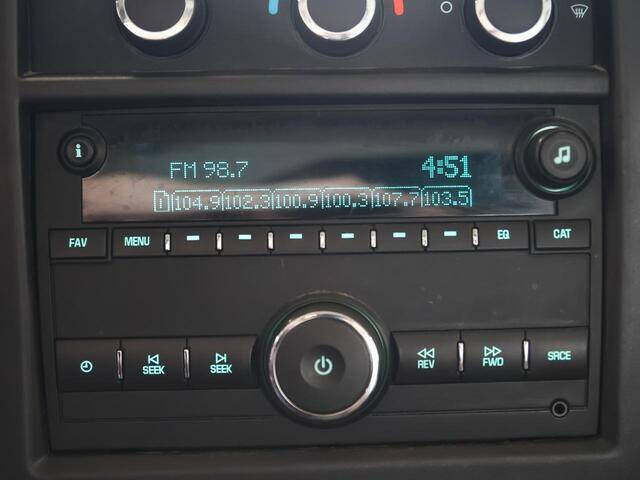 i
FM 98.7 4:51
1 104.9 102.3 100.9 100.3 107.7 103.5
FAV MENU EQ CAT
SEEK SEEK REV FWD SRCE